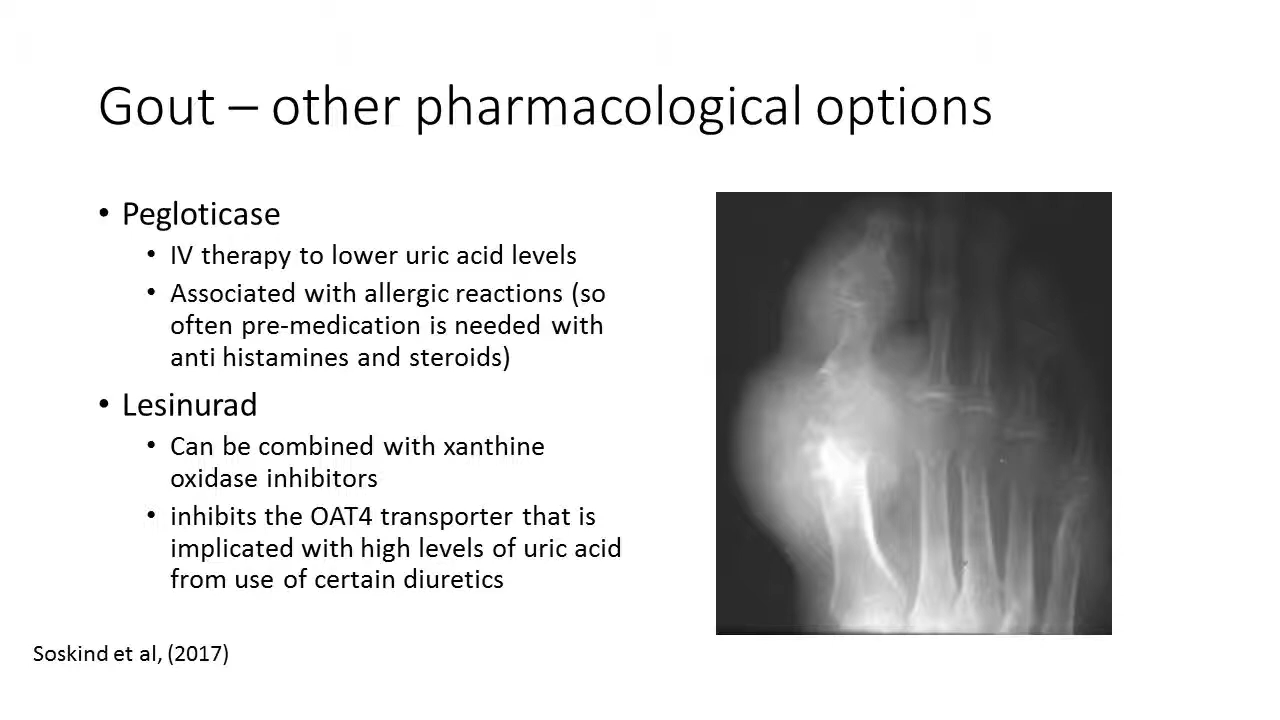 Gout – other pharmacological options
• Pegloticase
• IV therapy to lower uric acid levels
• Associated with allergic reactions (so
often pre-medication is needed with
anti histamines and steroids)
• Lesinurad
• Can be combined with xanthine
oxidase inhibitors
• inhibits the OAT4 transporter that is
implicated with high levels of uric acid
from use of certain diuretics
Soskind et al, (2017)